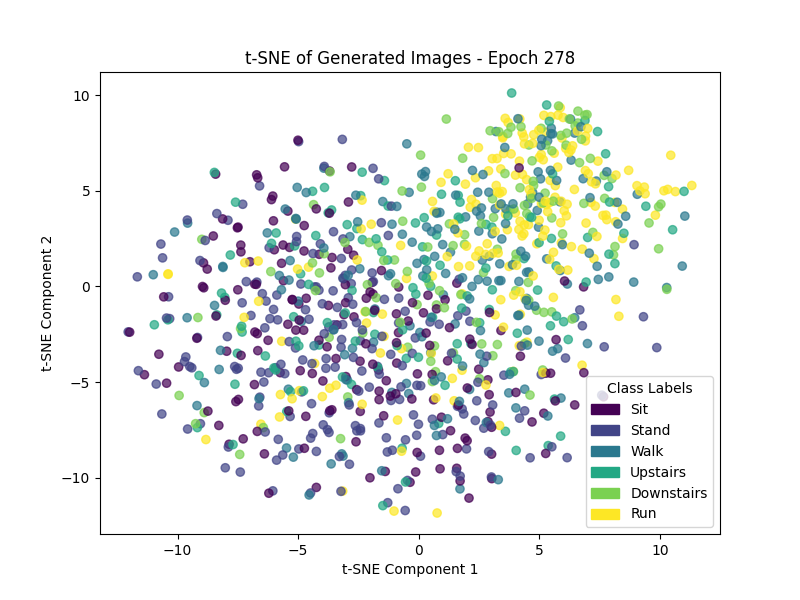 t-SNE of Generated Images - Epoch 278
t-SNE Component 2
10
5
0
−5
−10
Class Labels
Sit
Stand
Walk
Upstairs
Downstairs
Run
−10
−5
0
5
10
t-SNE Component 1